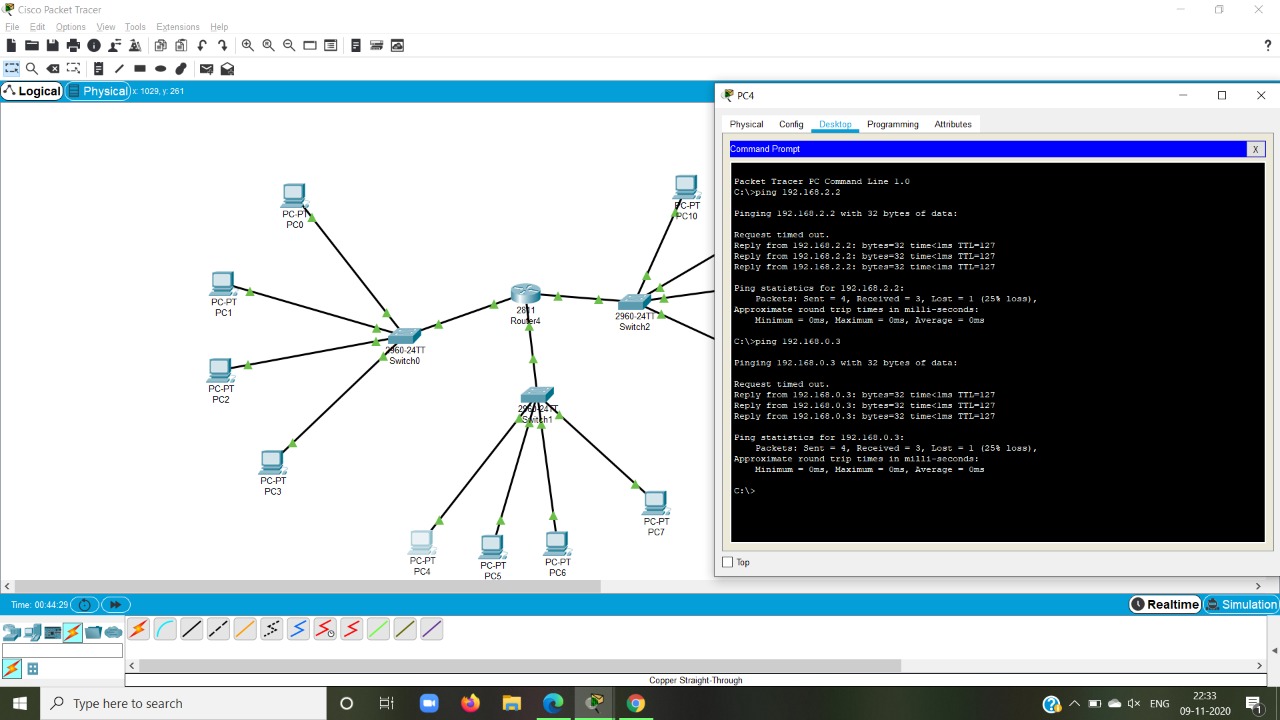 Cisco Packet Tracer
File Edit Options View Tools Extensions Help
?
Logical Physical x: 1029, y: 261
PC-PT
PC0
PC-PT
PC1
PC-PT
PC2
PC-PT
PC3
2960-24TT
Switch0
2811
Router4
2960-24TT
Switch2
PC-PT
PC10
2960-24TT
Switch1
PC-PT
PC4
PC-PT
PC5
PC-PT
PC6
PC-PT
PC7
PC4
Physical Config Desktop Programming Attributes
Command Prompt X
Packet Tracer PC Command Line 1.0
C:\>ping 192.168.2.2
Pinging 192.168.2.2 with 32 bytes of data:
Request timed out.
Reply from 192.168.2.2: bytes=32 time<1ms TTL=127
Reply from 192.168.2.2: bytes=32 time<1ms TTL=127
Reply from 192.168.2.2: bytes=32 time<1ms TTL=127
Ping statistics for 192.168.2.2:
Packets: Sent = 4, Received = 3, Lost = 1 (25% loss),
Approximate round trip times in milli-seconds:
Minimum = 0ms, Maximum = 0ms, Average = 0ms
C:\>ping 192.168.0.3
Pinging 192.168.0.3 with 32 bytes of data:
Request timed out.
Reply from 192.168.0.3: bytes=32 time<1ms TTL=127
Reply from 192.168.0.3: bytes=32 time<1ms TTL=127
Reply from 192.168.0.3: bytes=32 time<1ms TTL=127
Ping statistics for 192.168.0.3:
Packets: Sent = 4, Received = 3, Lost = 1 (25% loss),
Approximate round trip times in milli-seconds:
Minimum = 0ms, Maximum = 0ms, Average = 0ms
C:\>
Top
Time: 00:44:29
Realtime Simulation
Copper Straight-Through
Type here to search
ENG
22:33
09-11-2020